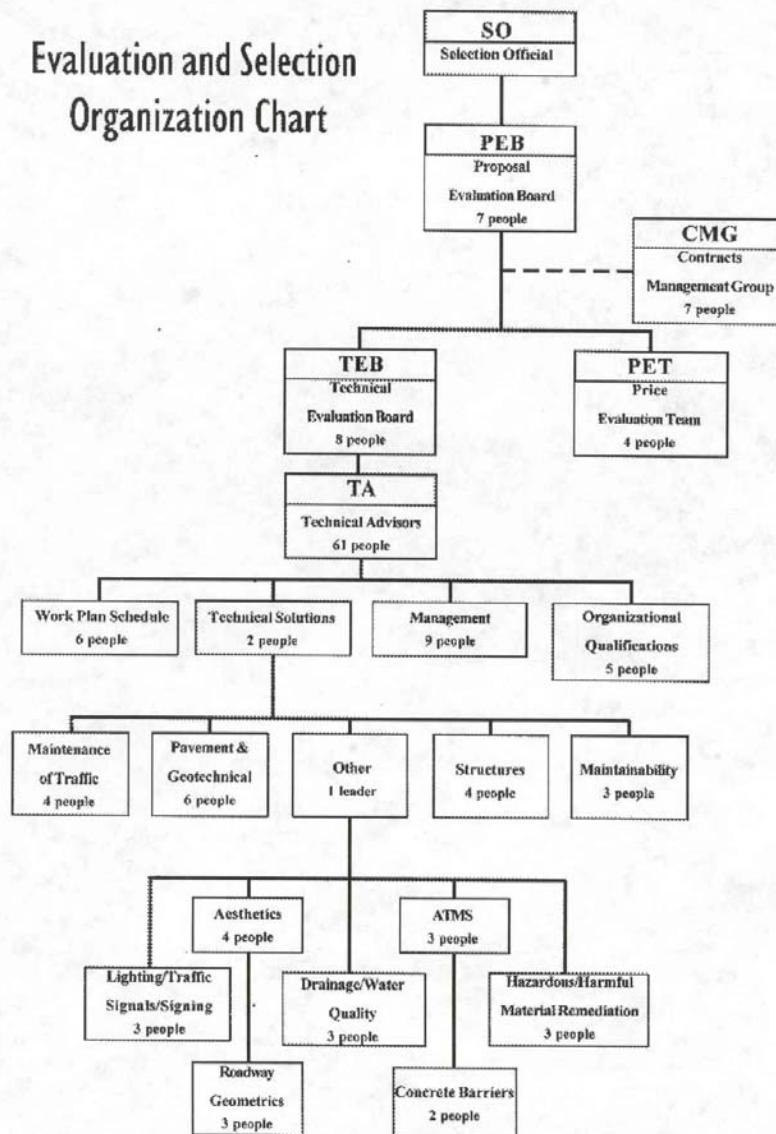 Evaluation and Selection
Organization Chart
SO
Selection Official
PEB
Proposal
Evaluation Board
7 people
CMG
Contracts
Management Group
7 people
TEB
Technical
Evaluation Board
8 people
PET
Price
Evaluation Team
4 people
TA
Technical Advisors
61 people
Work Plan Schedule
6 people
Technical Solutions
2 people
Management
9 people
Organizational
Qualifications
5 people
Maintenance
of Traffic
4 people
Pavement &
Geotechnical
6 people
Other
1 leader
Structures
4 people
Maintainability
3 people
Aesthetics
4 people
ATMS
3 people
Lighting/Traffic
Signals/Signing
3 people
Drainage/Water
Quality
3 people
Hazardous/Harmful
Material Remediation
3 people
Roadway
Geometrics
3 people
Concrete Barriers
2 people